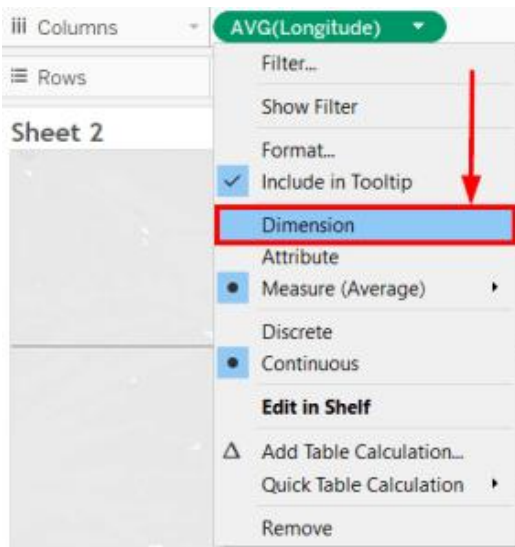 iii Columns
AVG(Longitude)
Rows
Sheet 2
Filter...
Show Filter
Format...
Include in Tooltip
Dimension
Attribute
Measure (Average)
Discrete
Continuous
Edit in Shelf
Add Table Calculation...
Quick Table Calculation
Remove